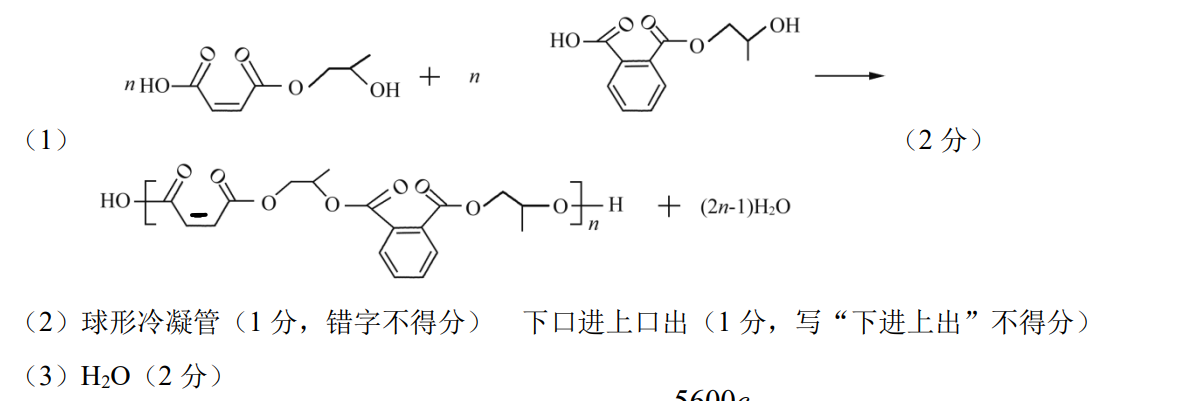 n HO O O O OH + n HO O O O OH
（1）（2 分）
HO O O O O O O O O n H + (2n-1)H₂O
（2）球形冷凝管（1 分，错字不得分） 下口进上口出（1 分，写“下进上出”不得分）
（3）H₂O（2 分）